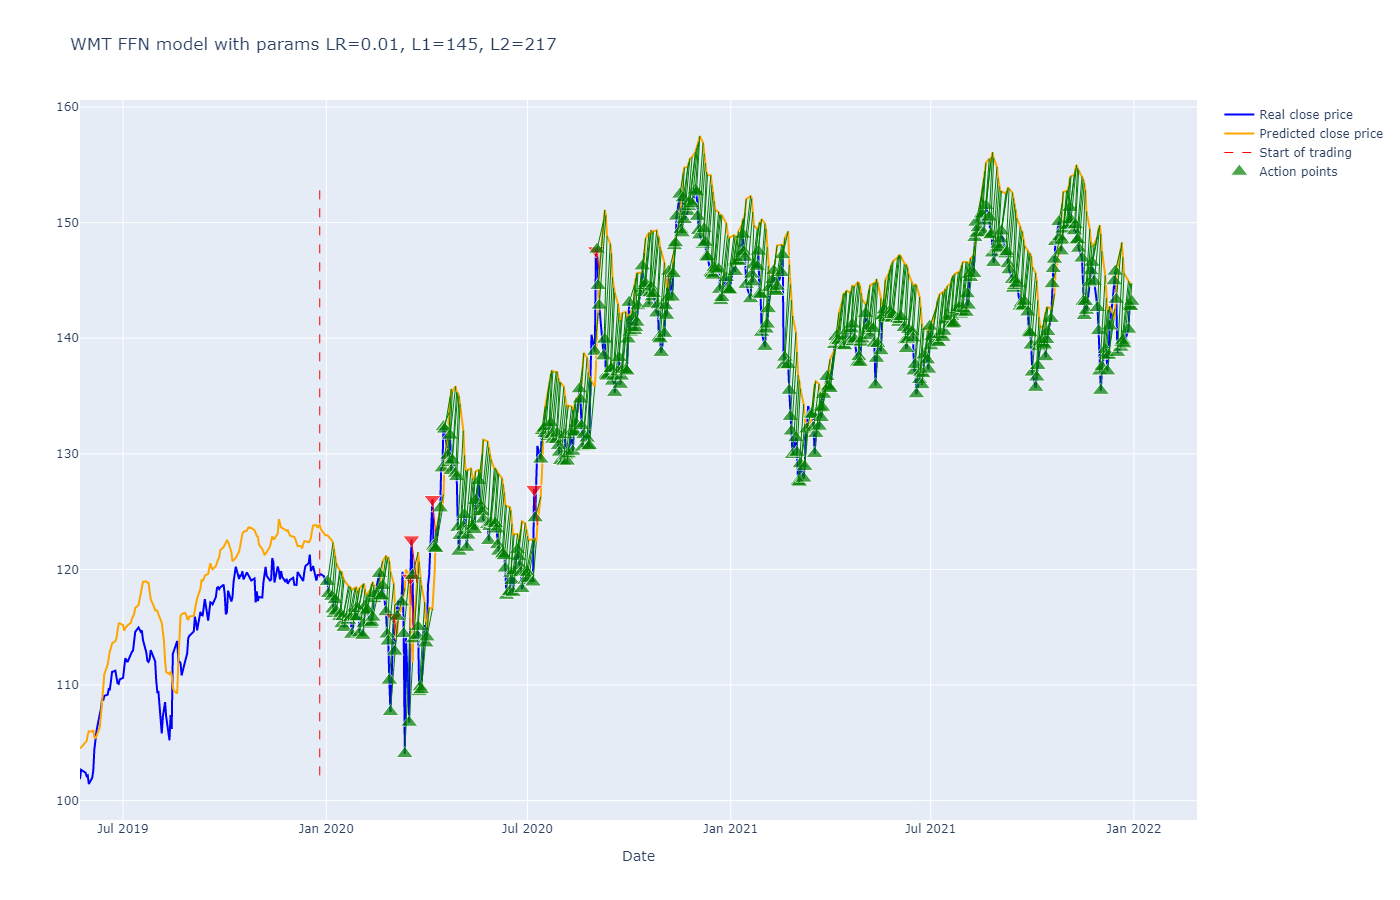 WMT FFN model with params LR=0.01, L1=145, L2=217
160
150
140
130
120
110
100
Jul 2019
Jan 2020
Jul 2020
Jan 2021
Jul 2021
Jan 2022
Date
Real close price
Predicted close price
Start of trading
Action points